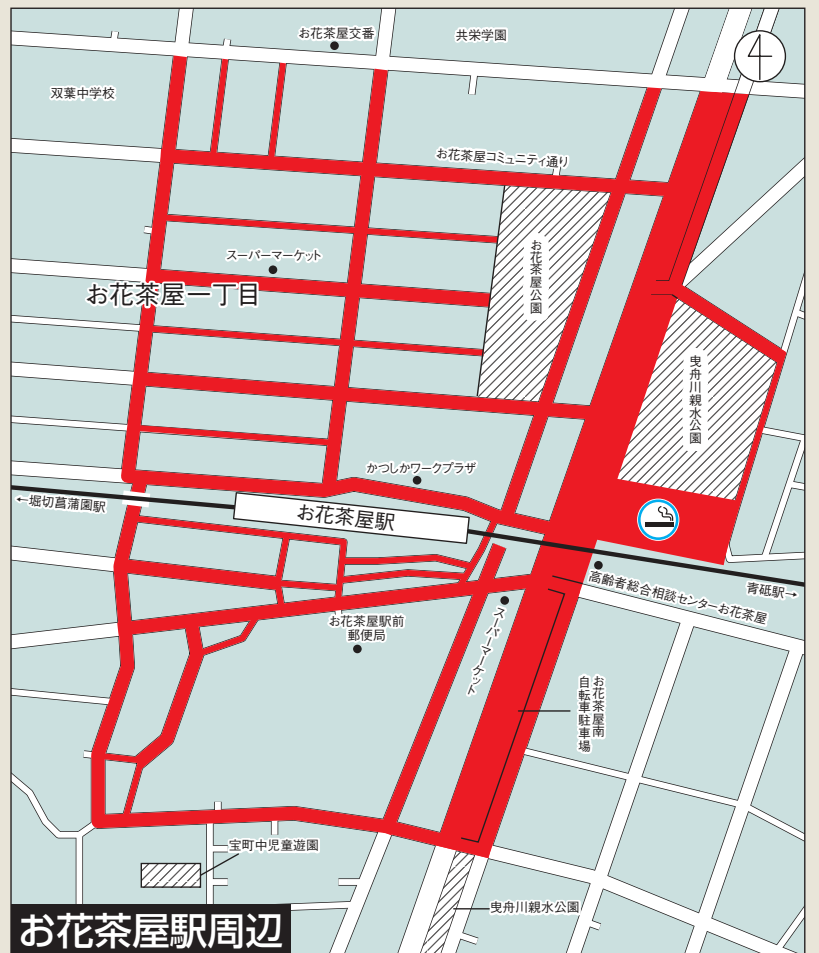 お花茶屋交番
共栄学園
双葉中学校
お花茶屋コミュニティ通り
スーパーマーケット
お花茶屋公園
お花茶屋一丁目
曳舟川親水公園
かつしかワークプラザ
←堀切菖蒲園駅
お花茶屋駅
青砥駅→
高齢者総合相談センターお花茶屋
お花茶屋駅前
郵便局
スーパーマーケット
お花茶屋南
自転車駐車場
宝町中児童遊園
曳舟川親水公園
お花茶屋駅周辺